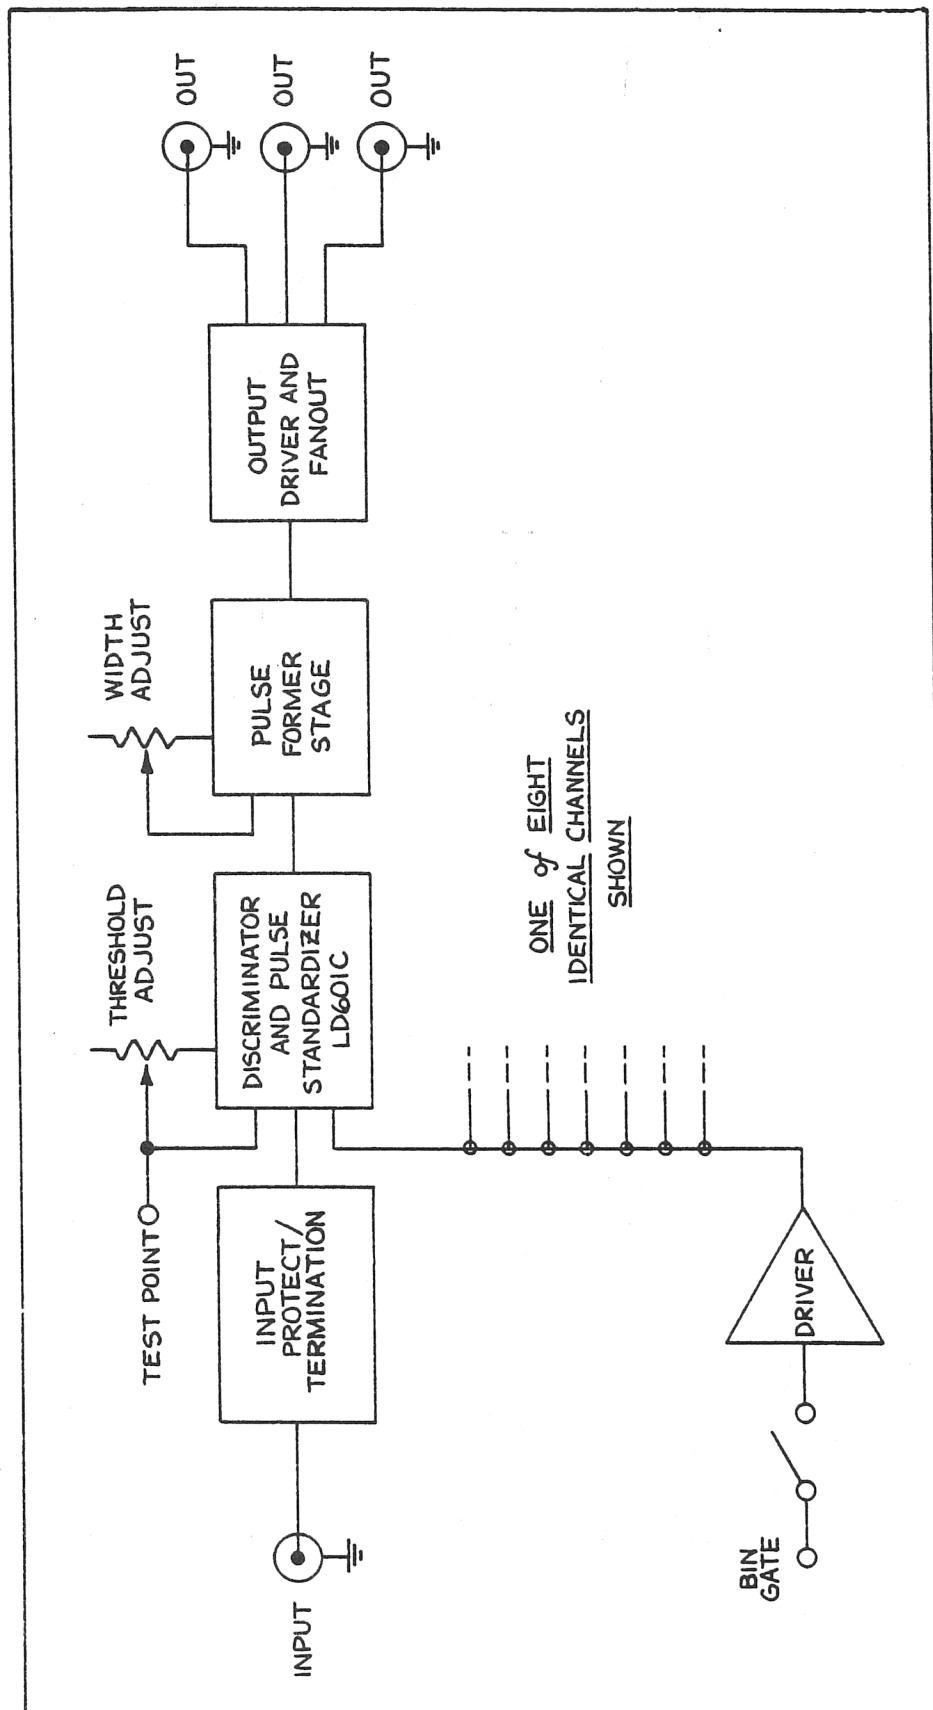 INPUT
INPUT
PROTECT/
TERMINATION
TEST POINT
THRESHOLD
ADJUST
DISCRIMINATOR
AND PULSE
STANDARDIZER
LD601C
WIDTH
ADJUST
PULSE
FORMER
STAGE
OUTPUT
DRIVER AND
FANOUT
OUT
OUT
OUT
ONE of EIGHT
IDENTICAL CHANNELS
SHOWN
BIN
GATE
DRIVER